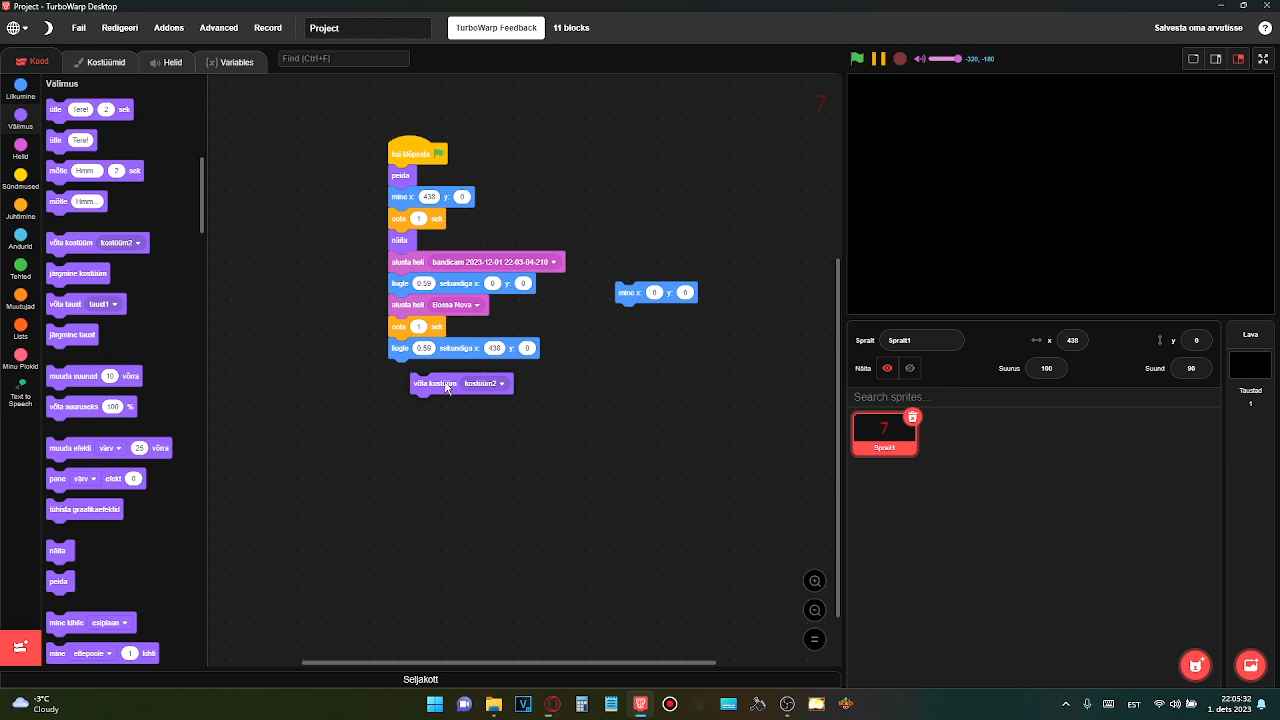 Project - TurboWarp Desktop
Fail
Redigeeri
Addons
Advanced
Record
Project
TurboWarp Feedback
11 blocks
Salvesta arvutisse
?
Kood
Kostüümid
Helid
{x} Variables
Find (Ctrl+F)
-320, -180
Liikumine
Välimus
Helid
Sündmused
Juhtimine
Andurid
Tehted
Muutujad
Lists
Minu Plokid
Text to Speech
Välimus
ütle Tere! 2 sek
ütle Tere!
mõtle Hmm... 2 sek
mõtle Hmm...
võta kostüüm kostüüm2
järgmine kostüüm
võta taust taust1
järgmine taust
muuda suurust 10 võrra
võta suuruseks 100 %
muuda efekti värv 25 võrra
pane värv efekt 0
tühista graafikaefektid
näita
peida
mine kihile esiplaan
mine ettepoole 1 kihti
kui klõpsata
peida
mine x: 438 y: 0
oota 1 sek
näita
alusta heli bandicam 2023-12-01 22-03-04-210
liugle 0.59 sekundiga x: 0 y: 0
alusta heli Bossa Nova
oota 1 sek
liugle 0.59 sekundiga x: 438 y: 0
võta kostüüm kostüüm2
mine x: 0 y: 0
7
Sprait
Sprait1
x
438
Näita
Suurus
100
Suund
Search sprites...
7
Sprait1
Lava
Taustad
1
Seljakott
-3°C
Cloudy
EST
22:05:32
1. dets 2023